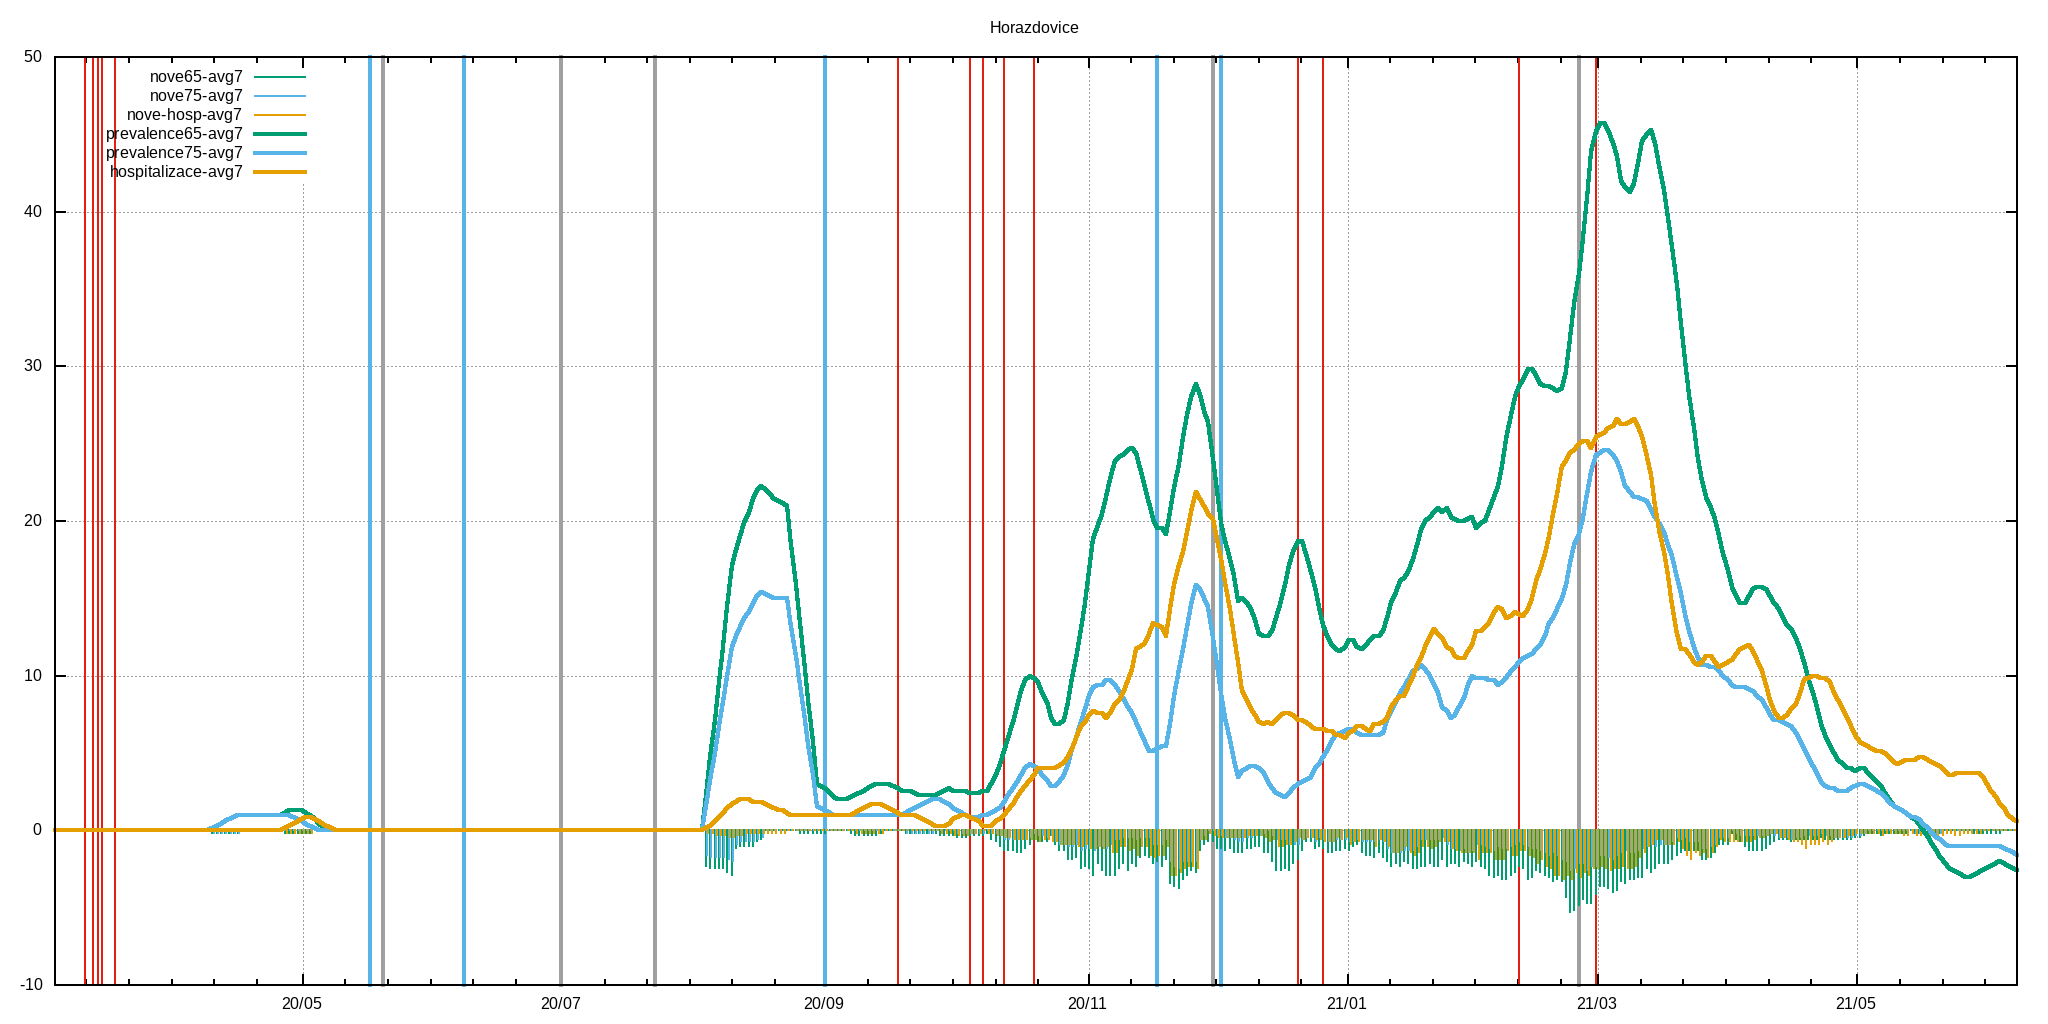 Horazdovice
50
nove65-avg7
nove75-avg7
nove-hosp-avg7
prevalence65-avg7
prevalence75-avg7
hospitalizace-avg7
40
30
20
10
0
-10
20/05 20/07 20/09 20/11 21/01 21/03 21/05